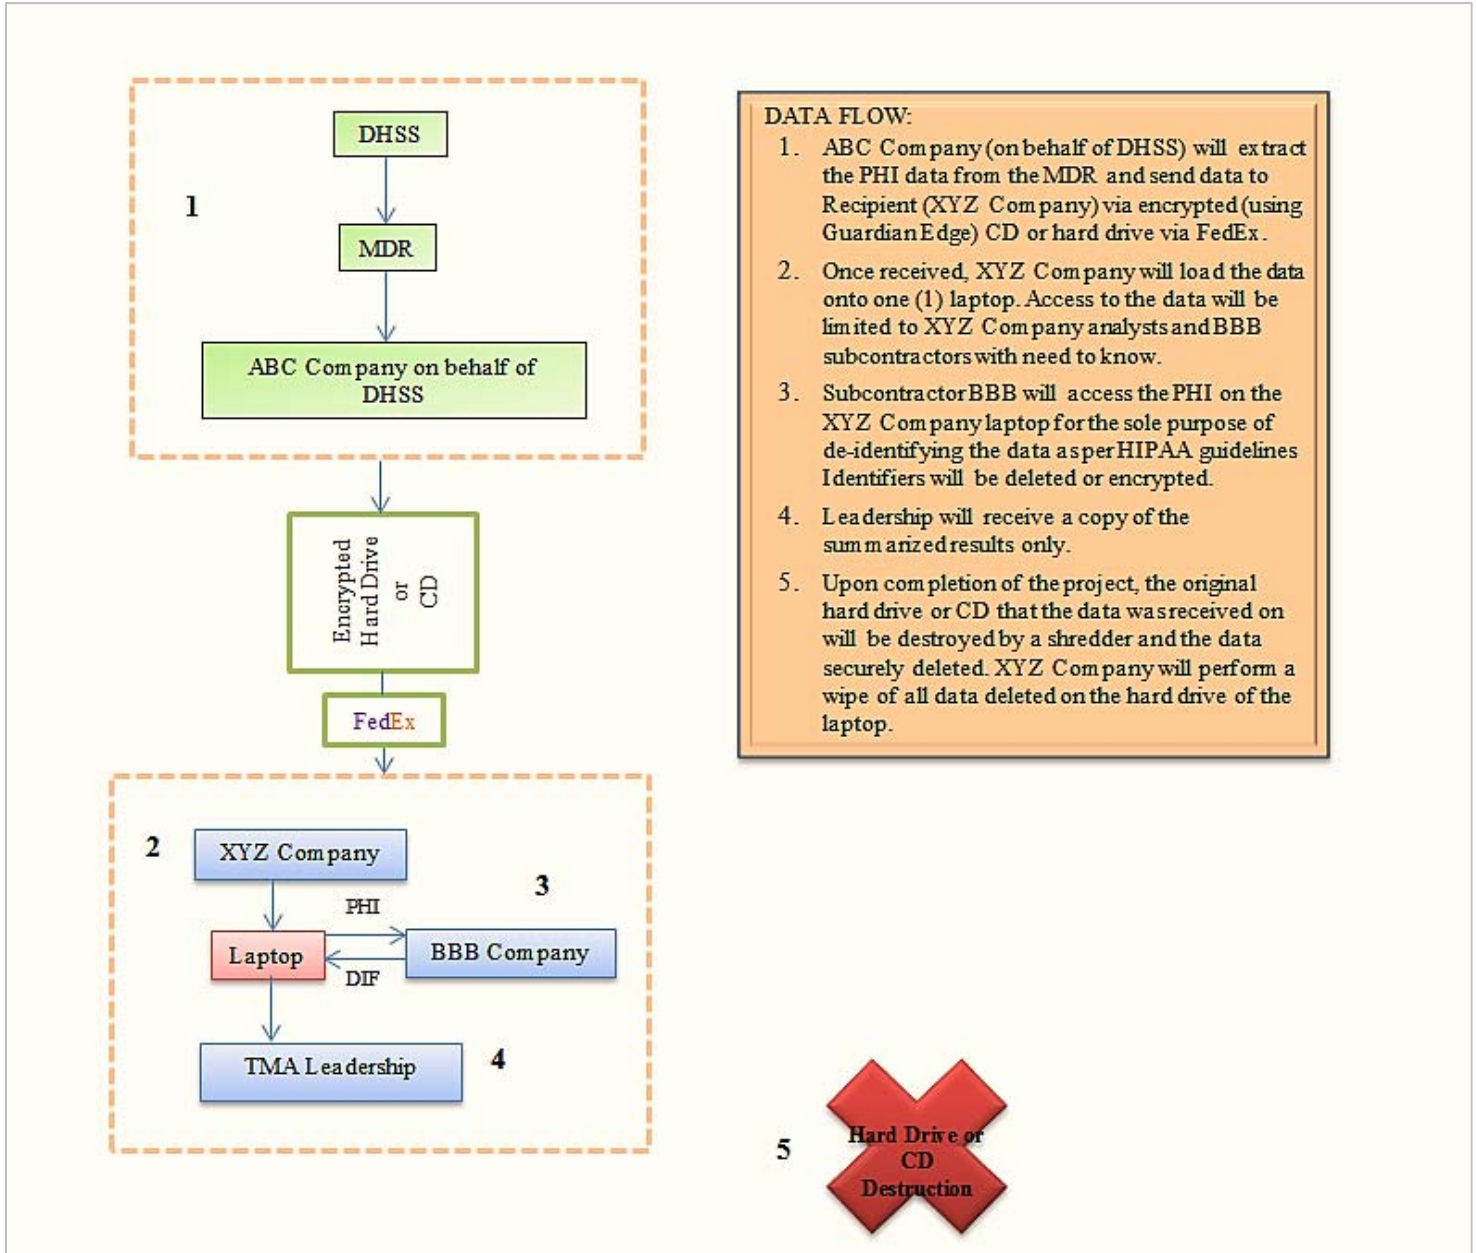 DHSS
1
MDR
ABC Company on behalf of
DHSS
Encrypted
Hard Drive
or
CD
FedEx
2
XYZ Company
3
PHI
Laptop
BBB Company
DIF
TMA Leadership
4
DATA FLOW:
1. ABC Company (on behalf of DHSS) will extract
the PHI data from the MDR and send data to
Recipient (XYZ Company) via encrypted (using
Guardian Edge) CD or hard drive via FedEx.
2. Once received, XYZ Company will load the data
onto one (1) laptop. Access to the data will be
limited to XYZ Company analysts and BBB
subcontractors with need to know.
3. Subcontractor BBB will access the PHI on the
XYZ Company laptop for the sole purpose of
de-identifying the data as per HIPAA guidelines
Identifiers will be deleted or encrypted.
4. Leadership will receive a copy of the
summarized results only.
5. Upon completion of the project, the original
hard drive or CD that the data was received on
will be destroyed by a shredder and the data
securely deleted. XYZ Company will perform a
wipe of all data deleted on the hard drive of the
laptop.
5
Hard Drive or
CD
Destruction